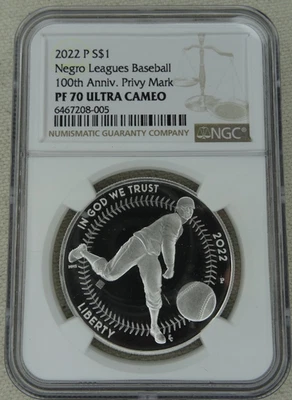 2022 P S$1
Negro Leagues Baseball
100th Anniv. Privy Mark
PF 70 ULTRA CAMEO
6467208-005
NUMISMATIC GUARANTY COMPANY
NGC
IN GOD WE TRUST
2022
P
LIBERTY